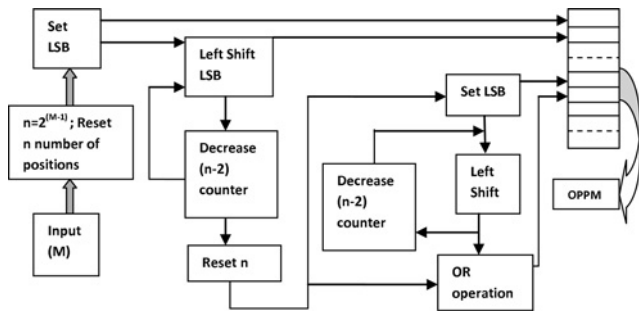 Set
LSB
Left Shift
LSB
Set LSB
n=2^(M-1) ; Reset
n number of
positions
Decrease
(n-2)
counter
Decrease
(n-2)
counter
Left
Shift
OPPM
Input
(M)
Reset n
OR
operation